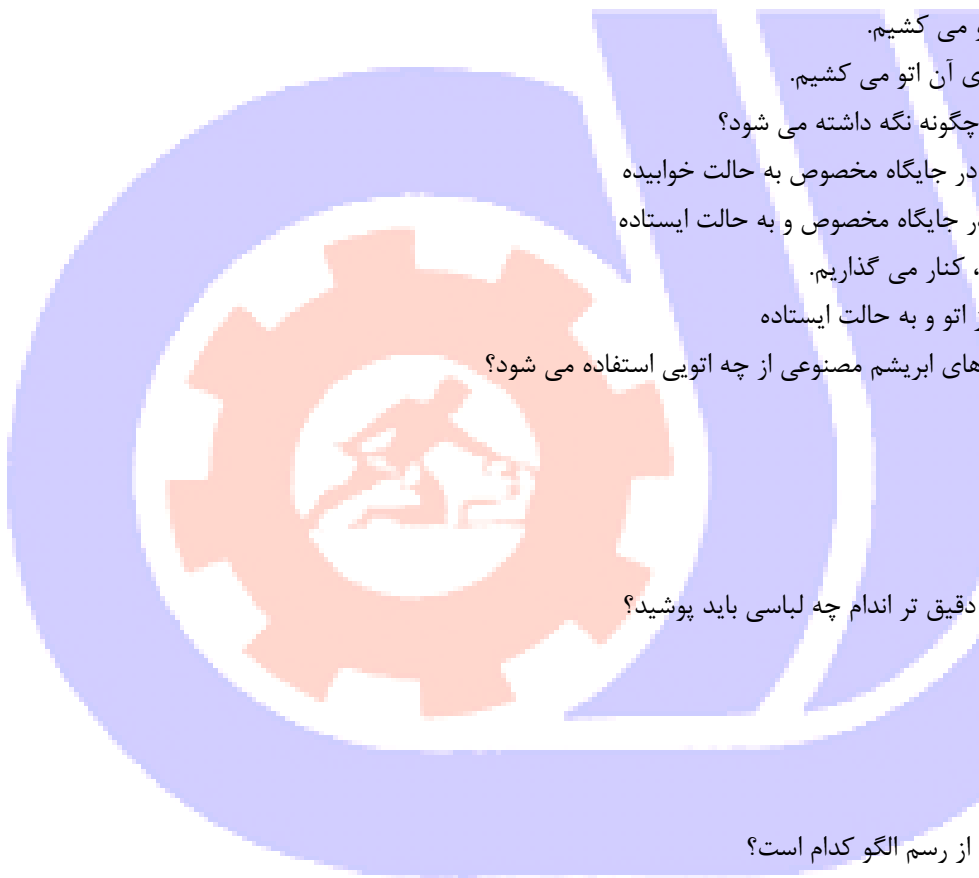 می کشیم.
آن اتو می کشیم.
چگونه نگه داشته می شود؟
در جایگاه مخصوص به حالت خوابیده
جایگاه مخصوص و به حالت ایستاده
، کنار می گذاریم.
اتو و به حالت ایستاده
های ابریشم مصنوعی از چه اتویی استفاده می شود؟
دقیق تر اندام چه لباسی باید پوشید؟
از رسم الگو کدام است؟